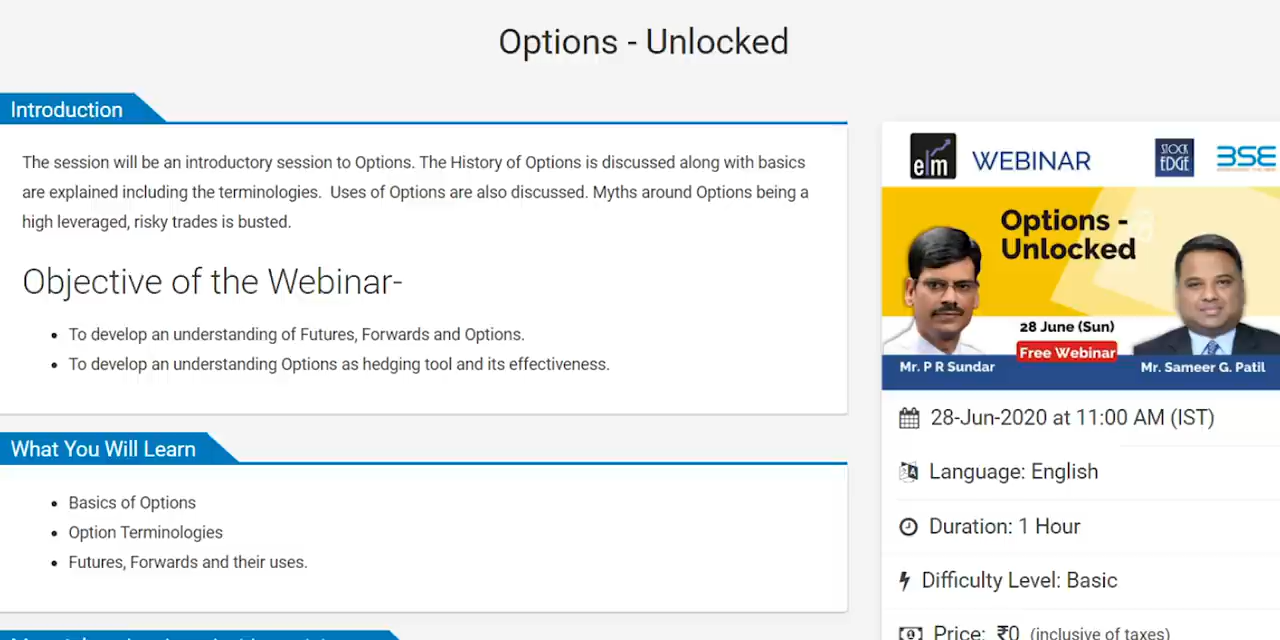 Options - Unlocked
Introduction
The session will be an introductory session to Options. The History of Options is discussed along with basics
are explained including the terminologies.  Uses of Options are also discussed. Myths around Options being a
high leveraged, risky trades is busted.
Objective of the Webinar-
To develop an understanding of Futures, Forwards and Options.
To develop an understanding Options as hedging tool and its effectiveness.
What You Will Learn
Basics of Options
Option Terminologies
Futures, Forwards and their uses.
elm WEBINAR
STOCK
EDGE
BSE
Options -
Unlocked
28 June (Sun)
Free Webinar
Mr. P R Sundar
Mr. Sameer G. Patil
28-Jun-2020 at 11:00 AM (IST)
Language: English
Duration: 1 Hour
Difficulty Level: Basic
Price: ₹0 (inclusive of taxes)